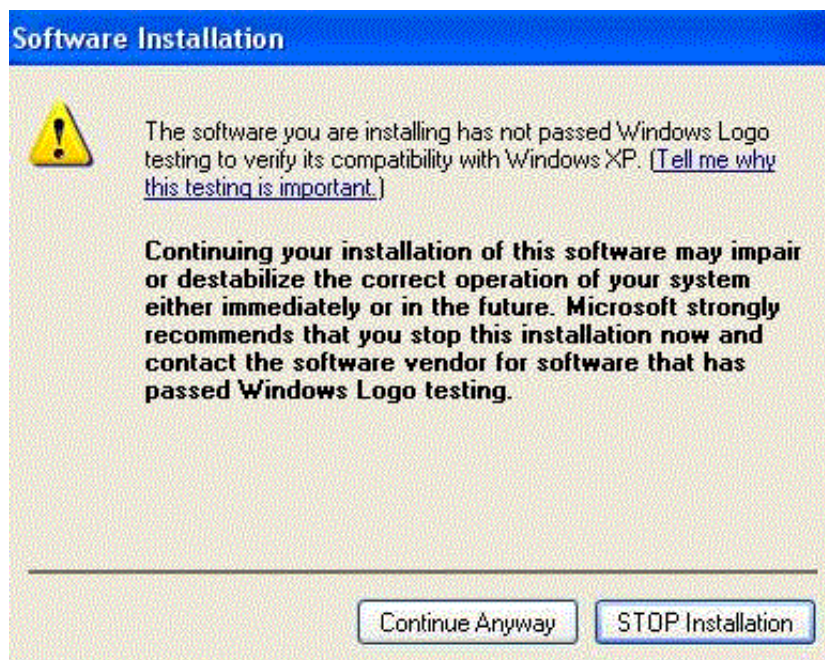 Software Installation
The software you are installing has not passed Windows Logo
testing to verify its compatibility with Windows XP. (Tell me why
this testing is important.)
Continuing your installation of this software may impair
or destabilize the correct operation of your system
either immediately or in the future. Microsoft strongly
recommends that you stop this installation now and
contact the software vendor for software that has
passed Windows Logo testing.
Continue Anyway
STOP Installation